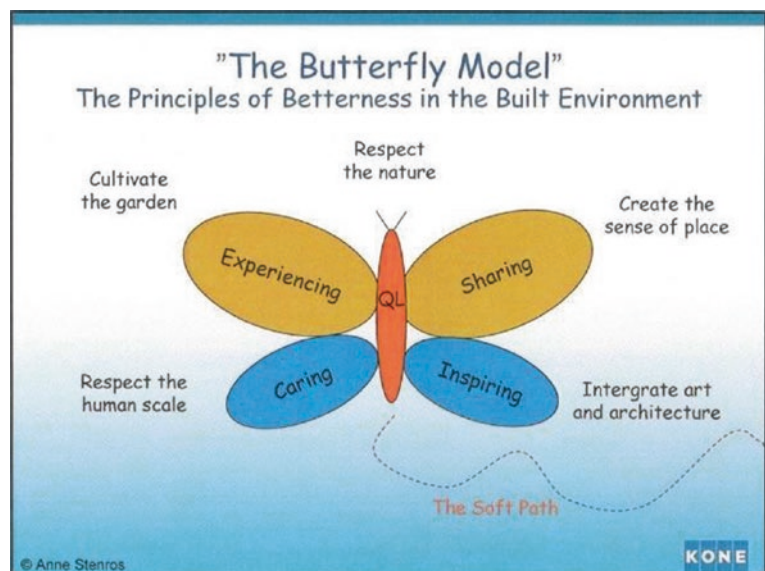 "The Butterfly Model"
The Principles of Betterness in the Built Environment
Respect
the nature
Cultivate
the garden
Create the
sense of place
Experiencing
QL
Sharing
Caring
Inspiring
Respect the
human scale
Intergrate art
and architecture
The Soft Path
© Anne Stenros
KONE